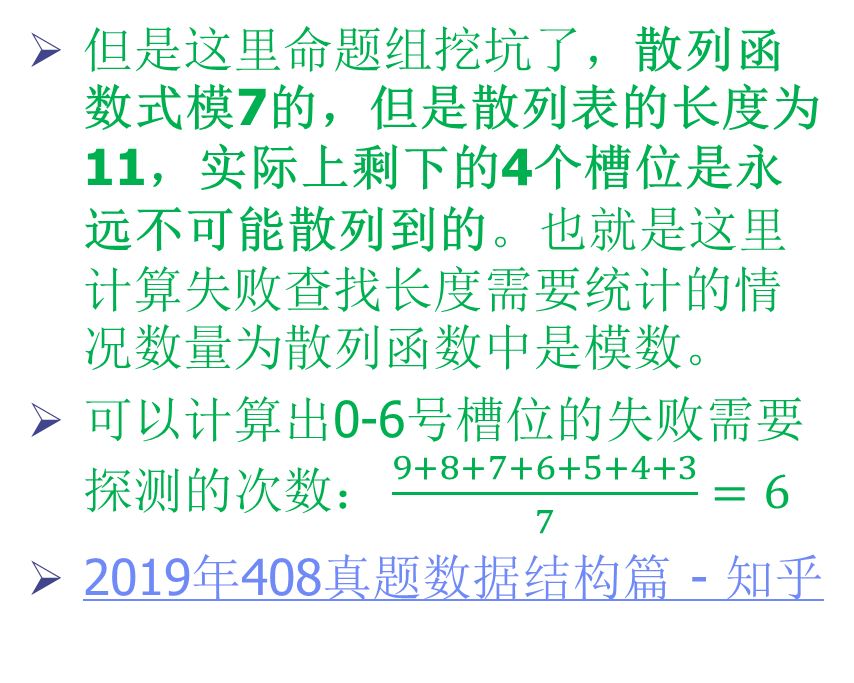 ➢ 但是这里命题组挖坑了，散列函
数式模7的，但是散列表的长度为
11，实际上剩下的4个槽位是永
远不可能散列到的。也就是这里
计算失败查找长度需要统计的情
况数量为散列函数中是模数。
➢ 可以计算出0-6号槽位的失败需要
探测的次数： \frac{9+8+7+6+5+4+3}{7} = 6
➢ 2019年408真题数据结构篇 - 知乎